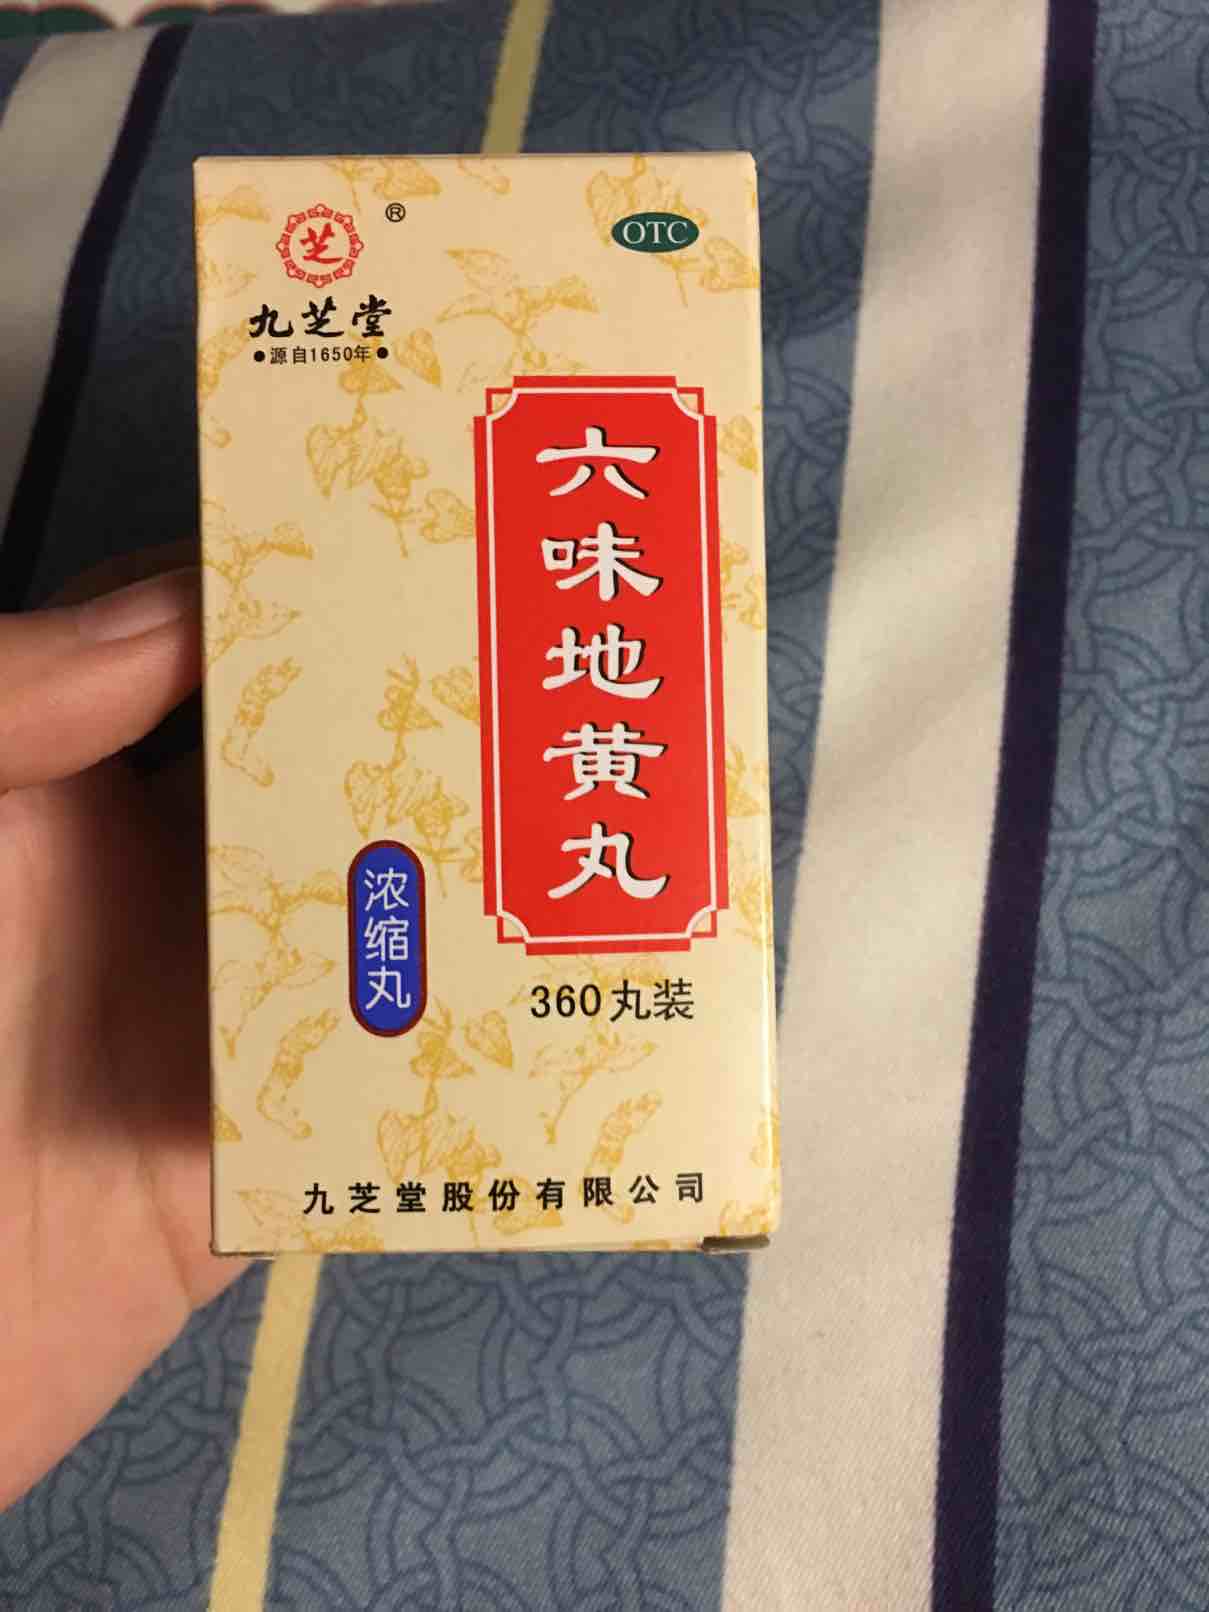 芝
®
九芝堂
●源自1650年●
OTC
六味地黄丸
浓缩丸
360丸装
九芝堂股份有限公司